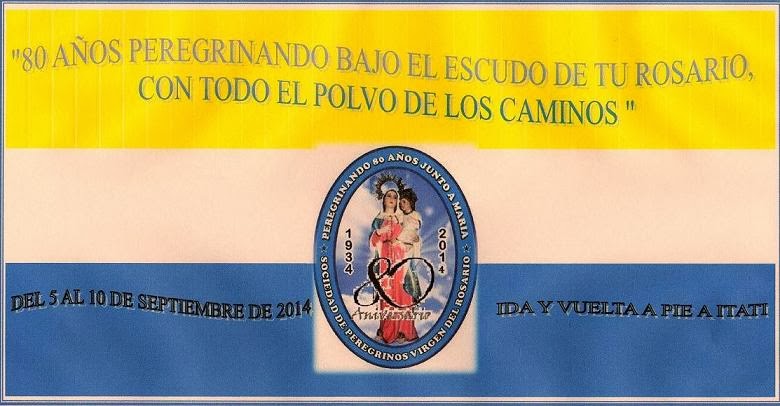 "80 AÑOS PEREGRINANDO BAJO EL ESCUDO DE TU ROSARIO,
CON TODO EL POLVO DE LOS CAMINOS "
PEREGRINANDO 80 AÑOS JUNTO A MARIA
1934
2014
80
Aniversario
SOCIEDAD DE PEREGRINOS VIRGEN DEL ROSARIO
DEL 5 AL 10 DE SEPTIEMBRE DE 2014
IDA Y VUELTA A PIE A ITATI